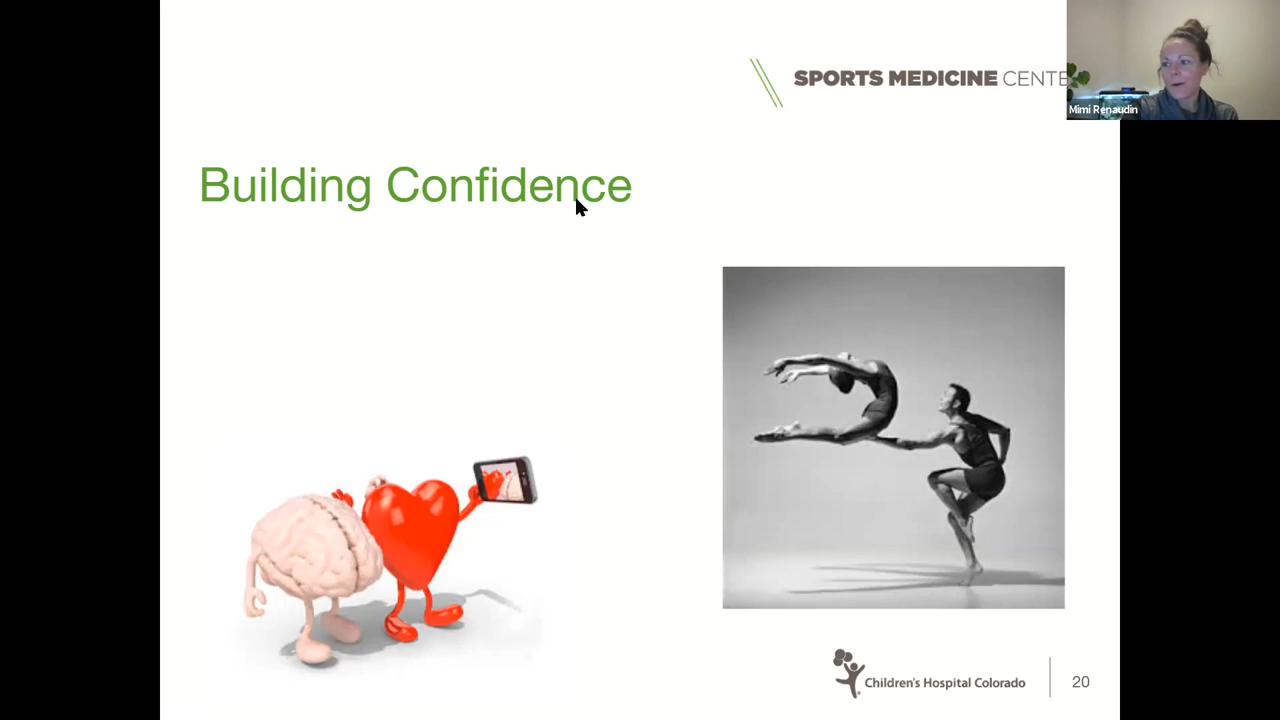 SPORTS MEDICINE CENTE
Mimi Renaudin
Building Confidence
Children's Hospital Colorado
20